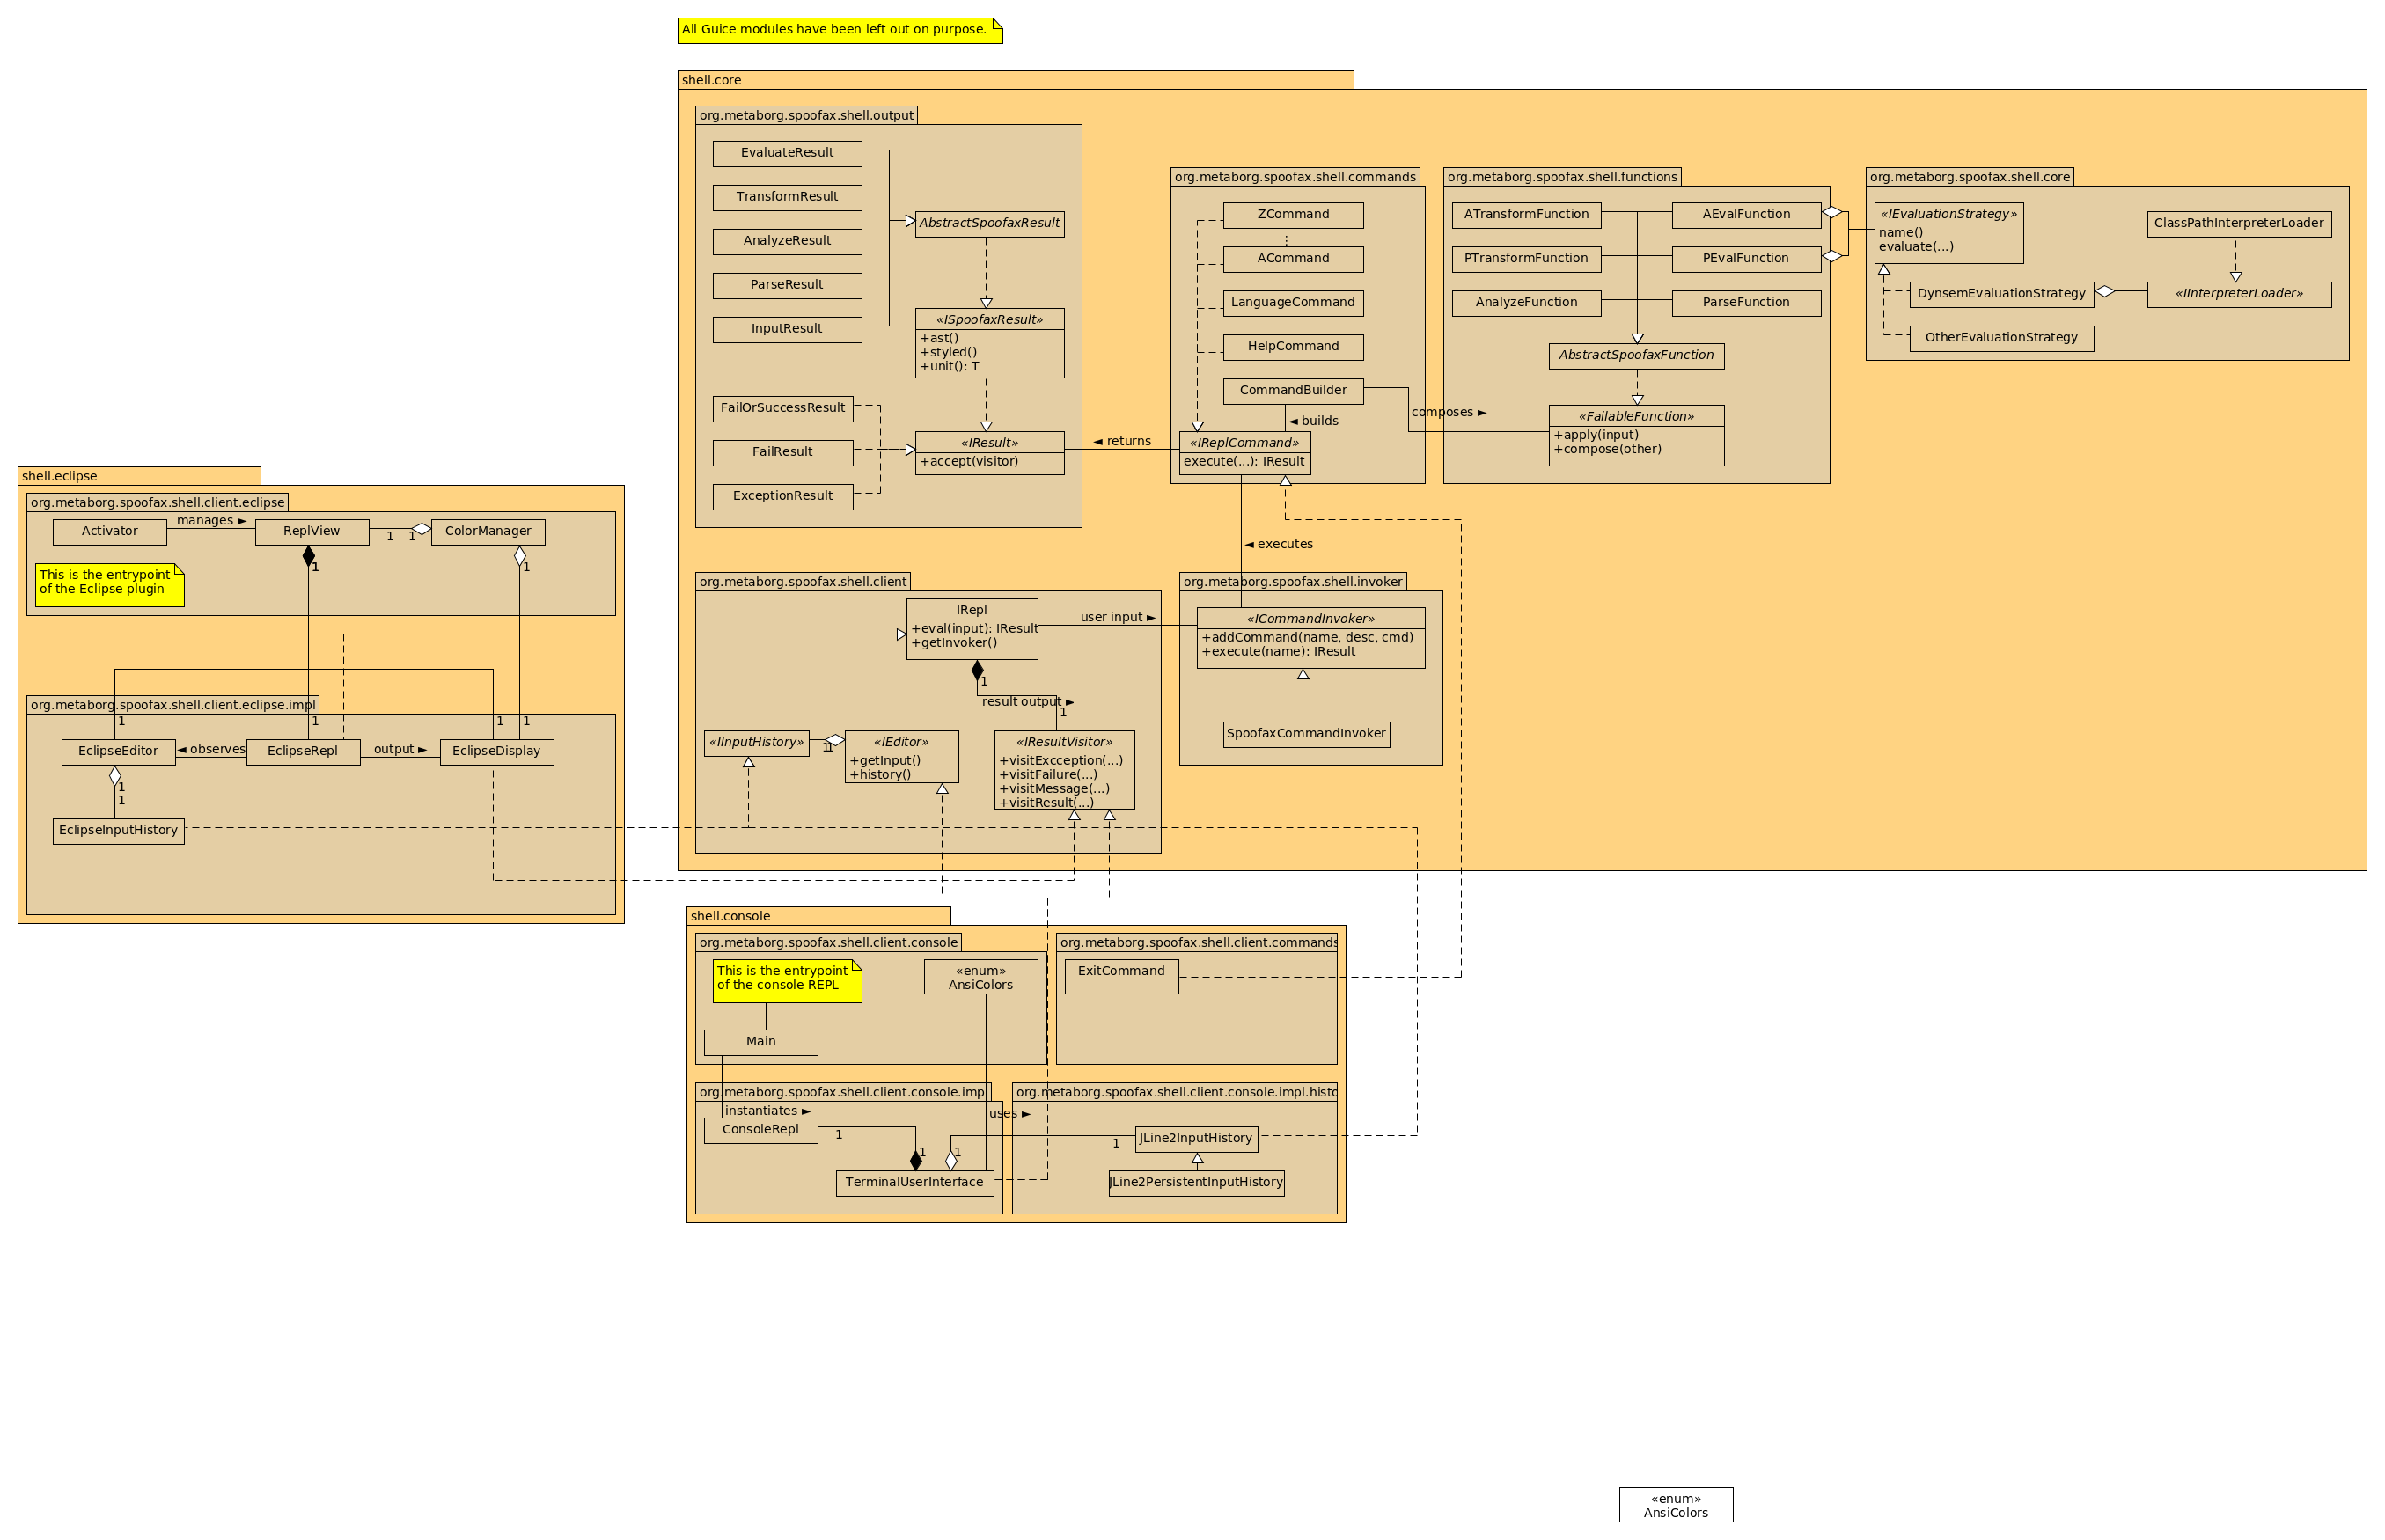 All Guice modules have been left out on purpose.
shell.core
org.metaborg.spoofax.shell.output
EvaluateResult
TransformResult
AnalyzeResult
ParseResult
InputResult
AbstractSpoofaxResult
«ISpoofaxResult»
+ast()
+styled()
+unit(): T
FailOrSuccessResult
FailResult
ExceptionResult
«IResult»
+accept(visitor)
◄ returns
org.metaborg.spoofax.shell.commands
ZCommand
...
ACommand
LanguageCommand
HelpCommand
CommandBuilder
◄ builds
«IReplCommand»
execute(...): IResult
composes ►
org.metaborg.spoofax.shell.functions
ATransformFunction
AEvalFunction
PTransformFunction
PEvalFunction
AnalyzeFunction
ParseFunction
AbstractSpoofaxFunction
«FailableFunction»
+apply(input)
+compose(other)
org.metaborg.spoofax.shell.core
«IEvaluationStrategy»
name()
evaluate(...)
ClassPathInterpreterLoader
DynsemEvaluationStrategy
«IInterpreterLoader»
OtherEvaluationStrategy
◄ executes
shell.eclipse
org.metaborg.spoofax.shell.client.eclipse
Activator
manages ►
ReplView
1
1
ColorManager
This is the entrypoint
of the Eclipse plugin
1
1
org.metaborg.spoofax.shell.client.eclipse.impl
1
1
1
1
EclipseEditor
◄ observes
EclipseRepl
output ►
EclipseDisplay
1
1
EclipseInputHistory
org.metaborg.spoofax.shell.client
IRepl
+eval(input): IResult
+getInvoker()
user input ►
1
result output ►
1
«IInputHistory»
1
1
«IEditor»
+getInput()
+history()
«IResultVisitor»
+visitExcception(...)
+visitFailure(...)
+visitMessage(...)
+visitResult(...)
org.metaborg.spoofax.shell.invoker
«ICommandInvoker»
+addCommand(name, desc, cmd)
+execute(name): IResult
SpoofaxCommandInvoker
shell.console
org.metaborg.spoofax.shell.client.console
This is the entrypoint
of the console REPL
«enum»
AnsiColors
Main
org.metaborg.spoofax.shell.client.commands
ExitCommand
org.metaborg.spoofax.shell.client.console.impl
instantiates ►
uses ►
ConsoleRepl
1
1
1
TerminalUserInterface
org.metaborg.spoofax.shell.client.console.impl.histo
1
JLine2InputHistory
JLine2PersistentInputHistory
«enum»
AnsiColors